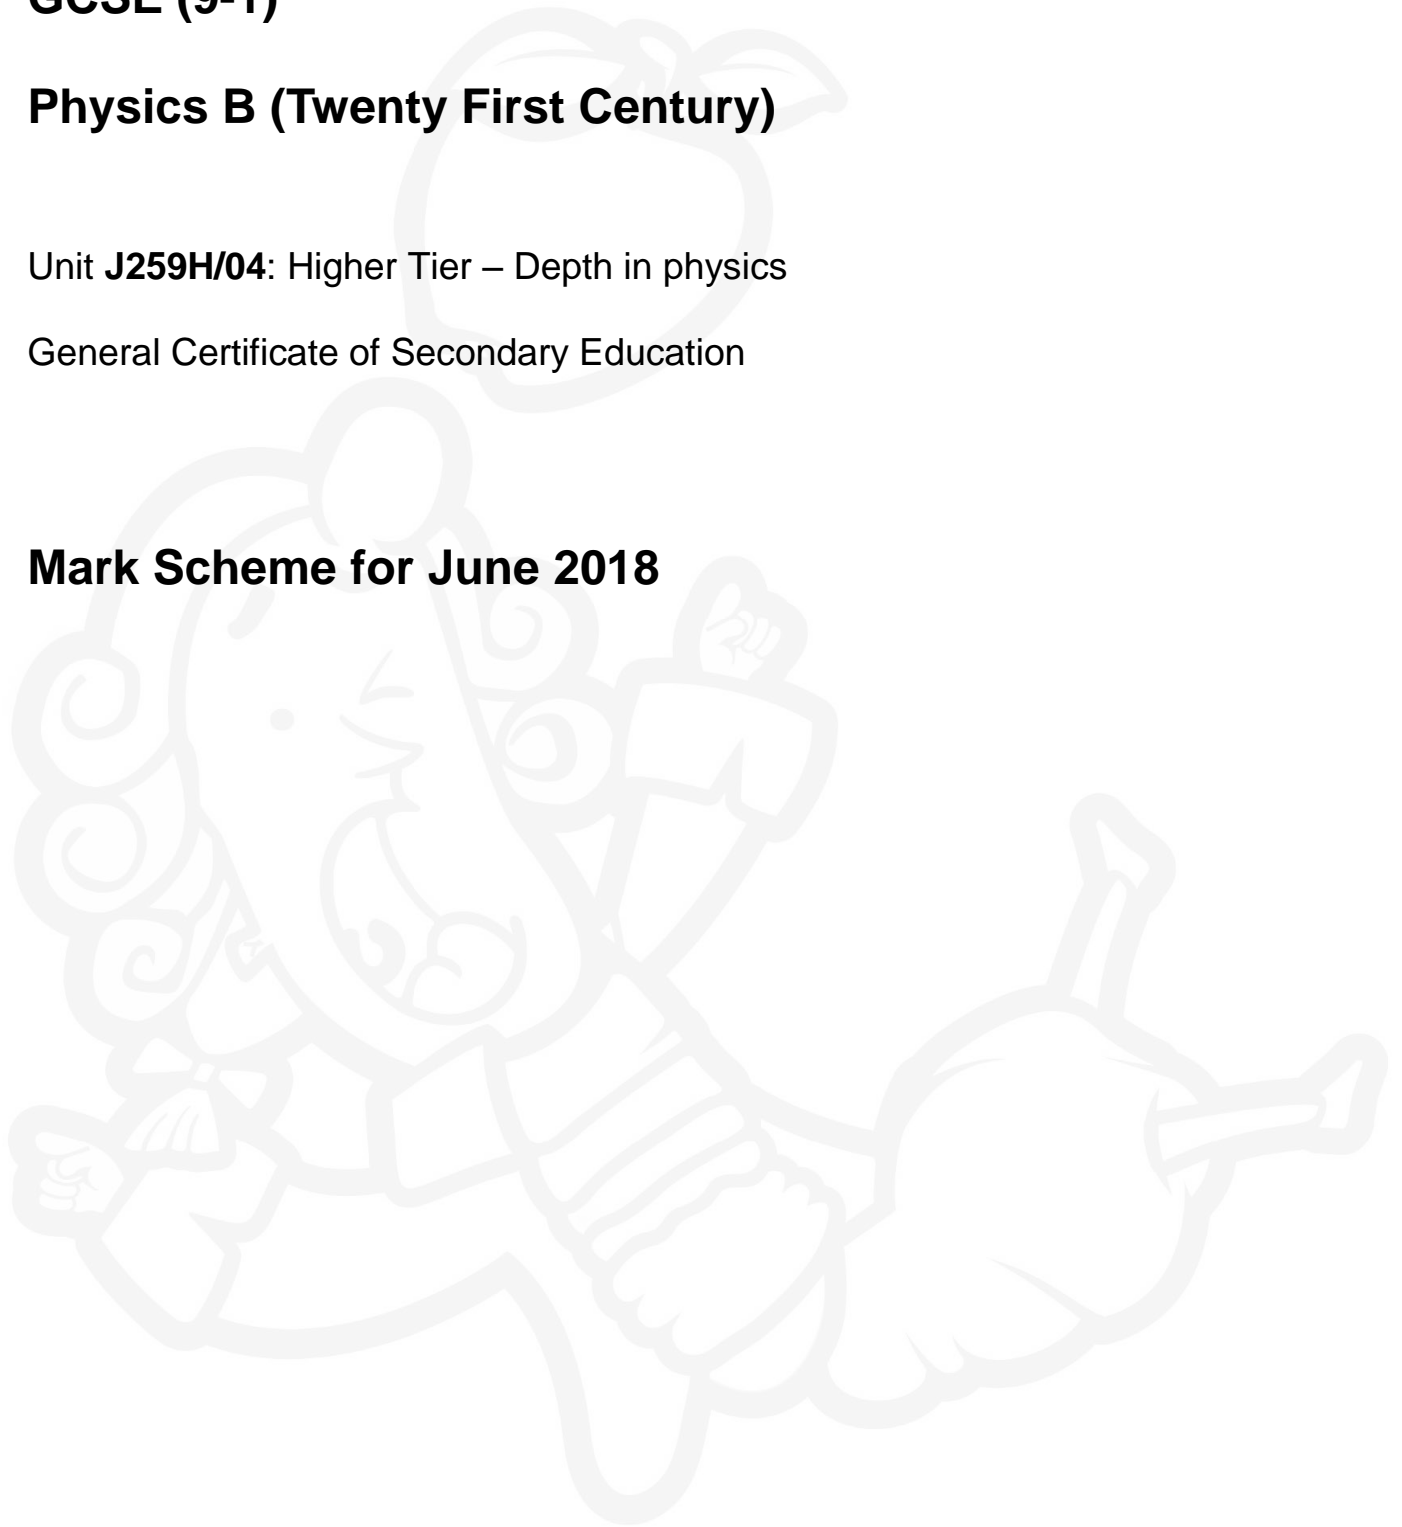 GCSE (9-1)
Physics B (Twenty First Century)
Unit J259H/04: Higher Tier – Depth in physics
General Certificate of Secondary Education
Mark Scheme for June 2018